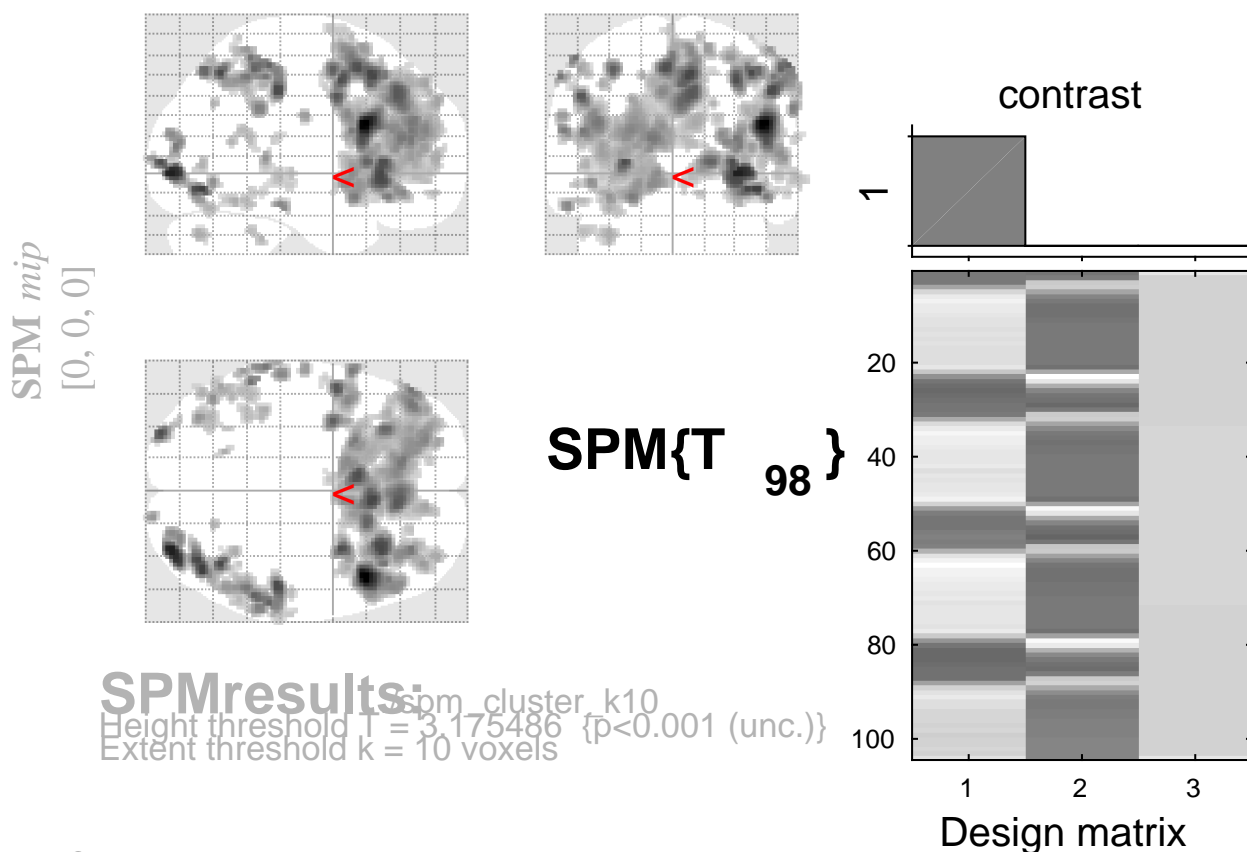 SPM mip
[0, 0, 0]
<
<
<
SPM{T 98}
contrast
1
20
40
60
80
100
1
2
3
Design matrix
SPMresults: ./spm_cluster_k10
Height threshold T = 3.175486 {p<0.001 (unc.)}
Extent threshold k = 10 voxels